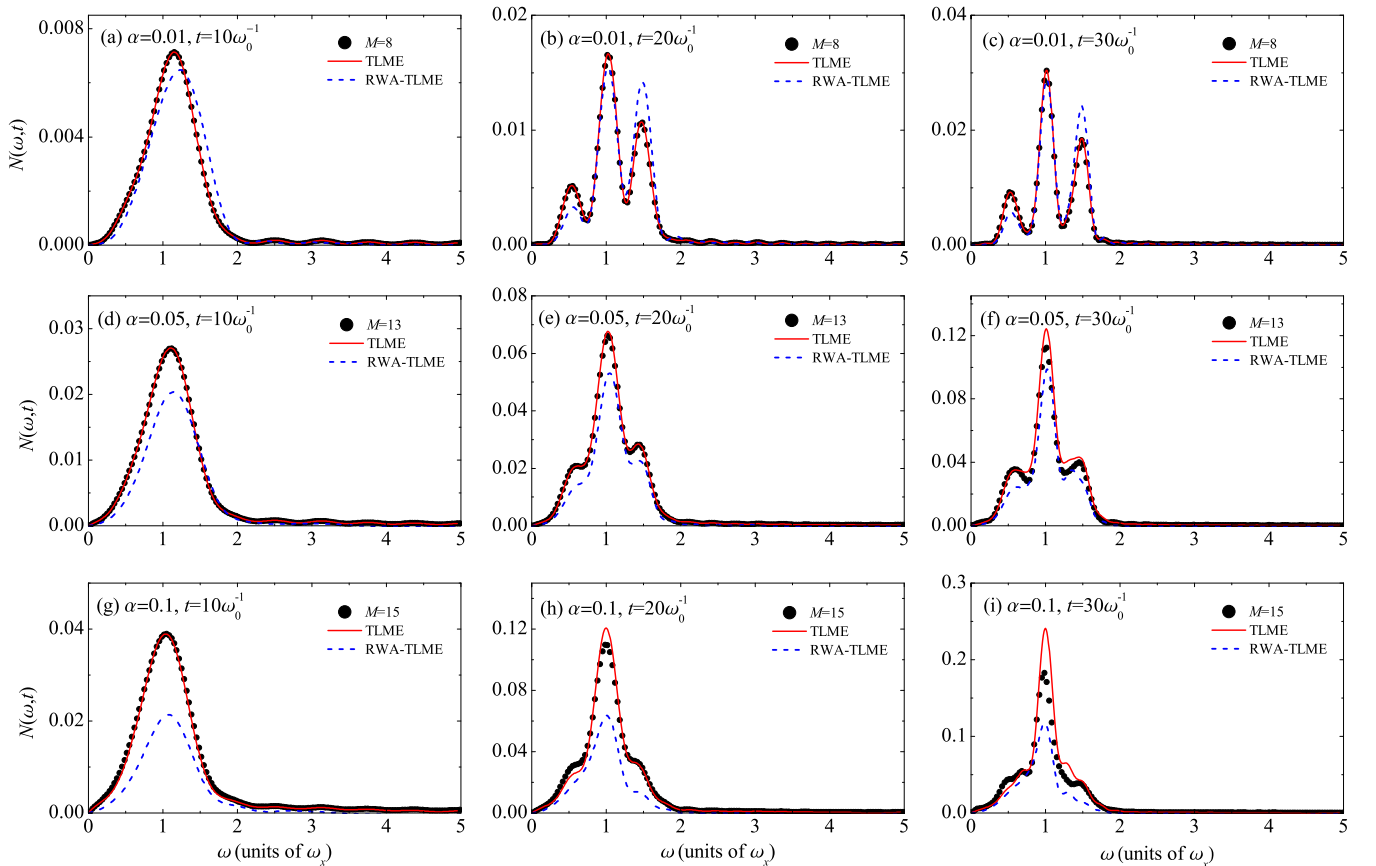 (a) α=0.01, t=10ω₀⁻¹
M=8
TLME
RWA-TLME
N(ω,t)
0.008
0.004
0.000
0 1 2 3 4 5
(b) α=0.01, t=20ω₀⁻¹
M=8
TLME
RWA-TLME
0.02
0.01
0.00
0 1 2 3 4 5
(c) α=0.01, t=30ω₀⁻¹
M=8
TLME
RWA-TLME
0.04
0.02
0.00
0 1 2 3 4 5
(d) α=0.05, t=10ω₀⁻¹
M=13
TLME
RWA-TLME
N(ω,t)
0.03
0.02
0.01
0.00
0 1 2 3 4 5
(e) α=0.05, t=20ω₀⁻¹
M=13
TLME
RWA-TLME
0.08
0.06
0.04
0.02
0.00
0 1 2 3 4 5
(f) α=0.05, t=30ω₀⁻¹
M=13
TLME
RWA-TLME
0.12
0.08
0.04
0.00
0 1 2 3 4 5
(g) α=0.1, t=10ω₀⁻¹
M=15
TLME
RWA-TLME
N(ω,t)
0.04
0.02
0.00
0 1 2 3 4 5
ω (units of ωₓ)
(h) α=0.1, t=20ω₀⁻¹
M=15
TLME
RWA-TLME
0.12
0.08
0.04
0.00
0 1 2 3 4 5
ω (units of ωₓ)
(i) α=0.1, t=30ω₀⁻¹
M=15
TLME
RWA-TLME
0.3
0.2
0.1
0.0
0 1 2 3 4 5
ω (units of ωₓ)